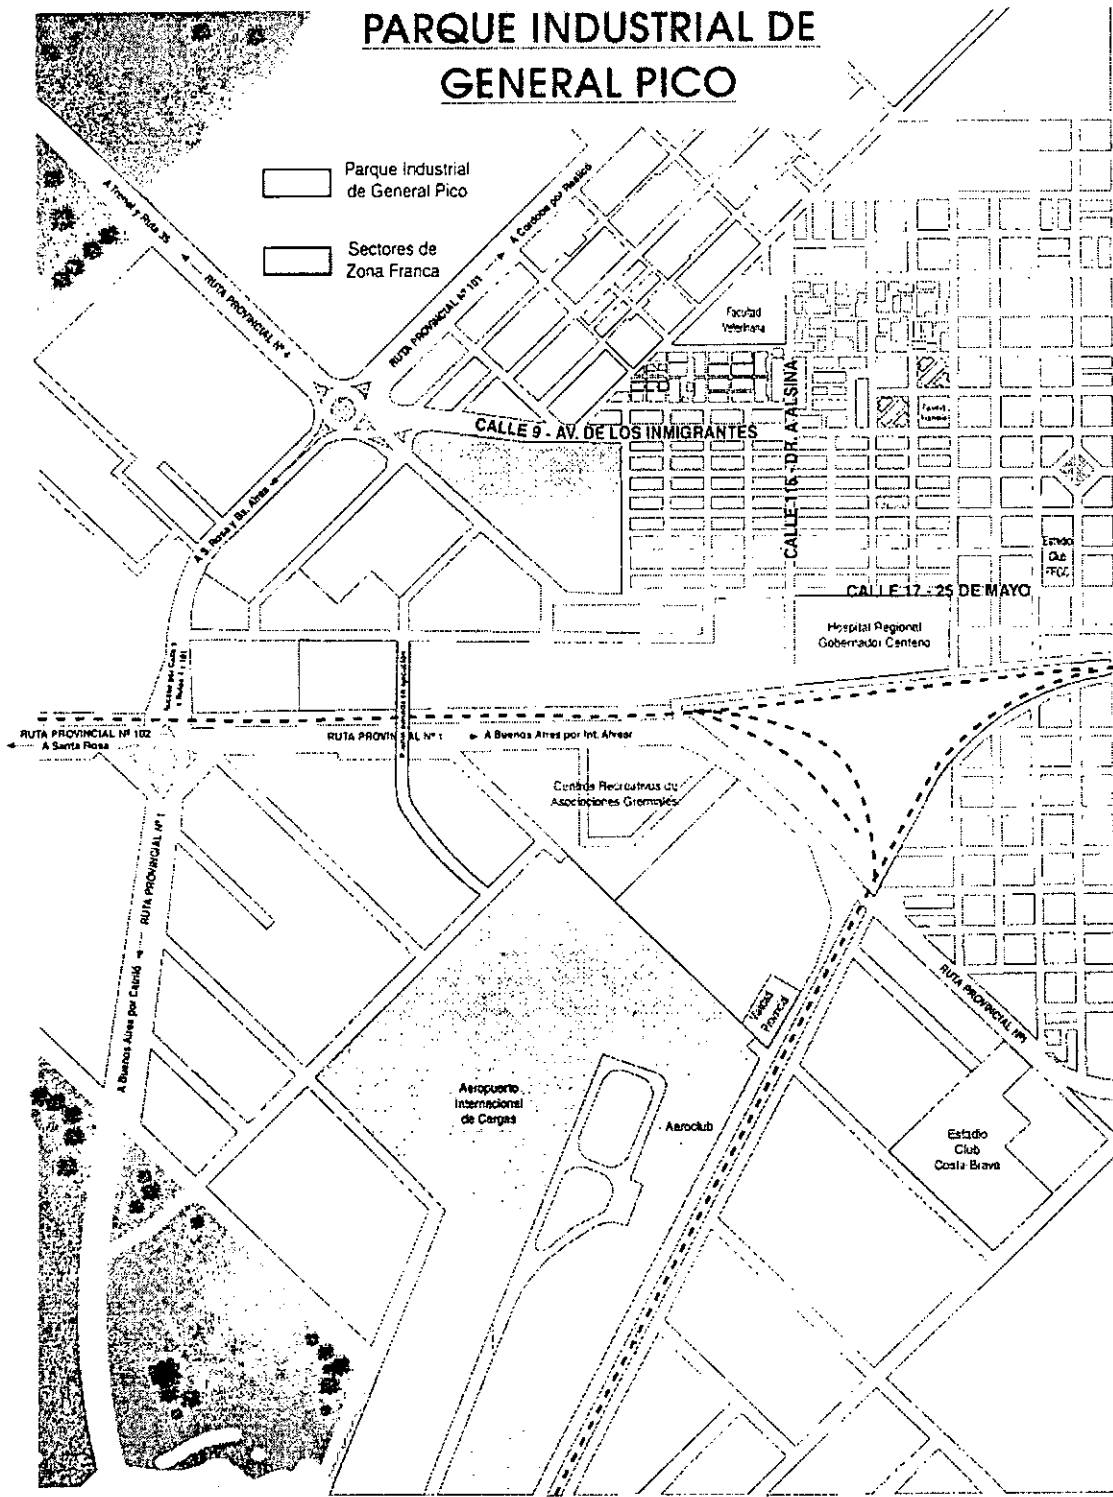 PARQUE INDUSTRIAL DE
GENERAL PICO
Parque Industrial
de General Pico
Sectores de
Zona Franca
A Trenel y Ruta 35
RUTA PROVINCIAL Nº 4
RUTA PROVINCIAL Nº 101
A Cordoba por Realicó
Facultad
Veterinaria
CALLE 9 - AV. DE LOS INMIGRANTES
CALLE 116 - DR. A. ALSINA
A S. Rosa y Bs. Aires
Estadio
Club
FFCC
CALLE 17 - 25 DE MAYO
Hospital Regional
Gobernador Centeno
RUTA PROVINCIAL Nº 102
A Santa Rosa
RUTA PROVINCIAL Nº 1
A Buenos Aires por Int. Alvear
Centros Recreativos de
Asociaciones Gremiales
RUTA PROVINCIAL Nº 1
A Buenos Aires por Catriló
RUTA PROVINCIAL Nº1
Provincial
Aeropuerto
Internacional
de Cargas
Aeroclub
Estadio
Club
Costa Brava